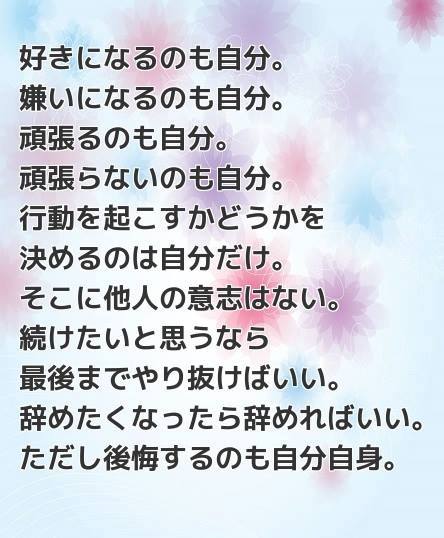 好きになるのも自分。
嫌いになるのも自分。
頑張るのも自分。
頑張らないのも自分。
行動を起こすかどうかを
決めるのは自分だけ。
そこに他人の意志はない。
続けたいと思うなら
最後までやり抜けばいい。
辞めたくなったら辞めればいい。
ただし後悔するのも自分自身。